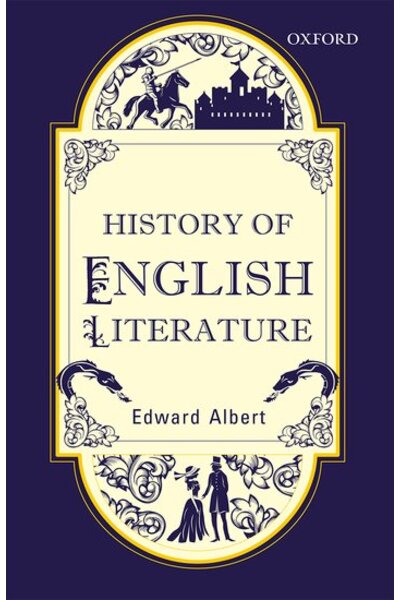 OXFORD
HISTORY OF
ENGLISH
LITERATURE
Edward Albert